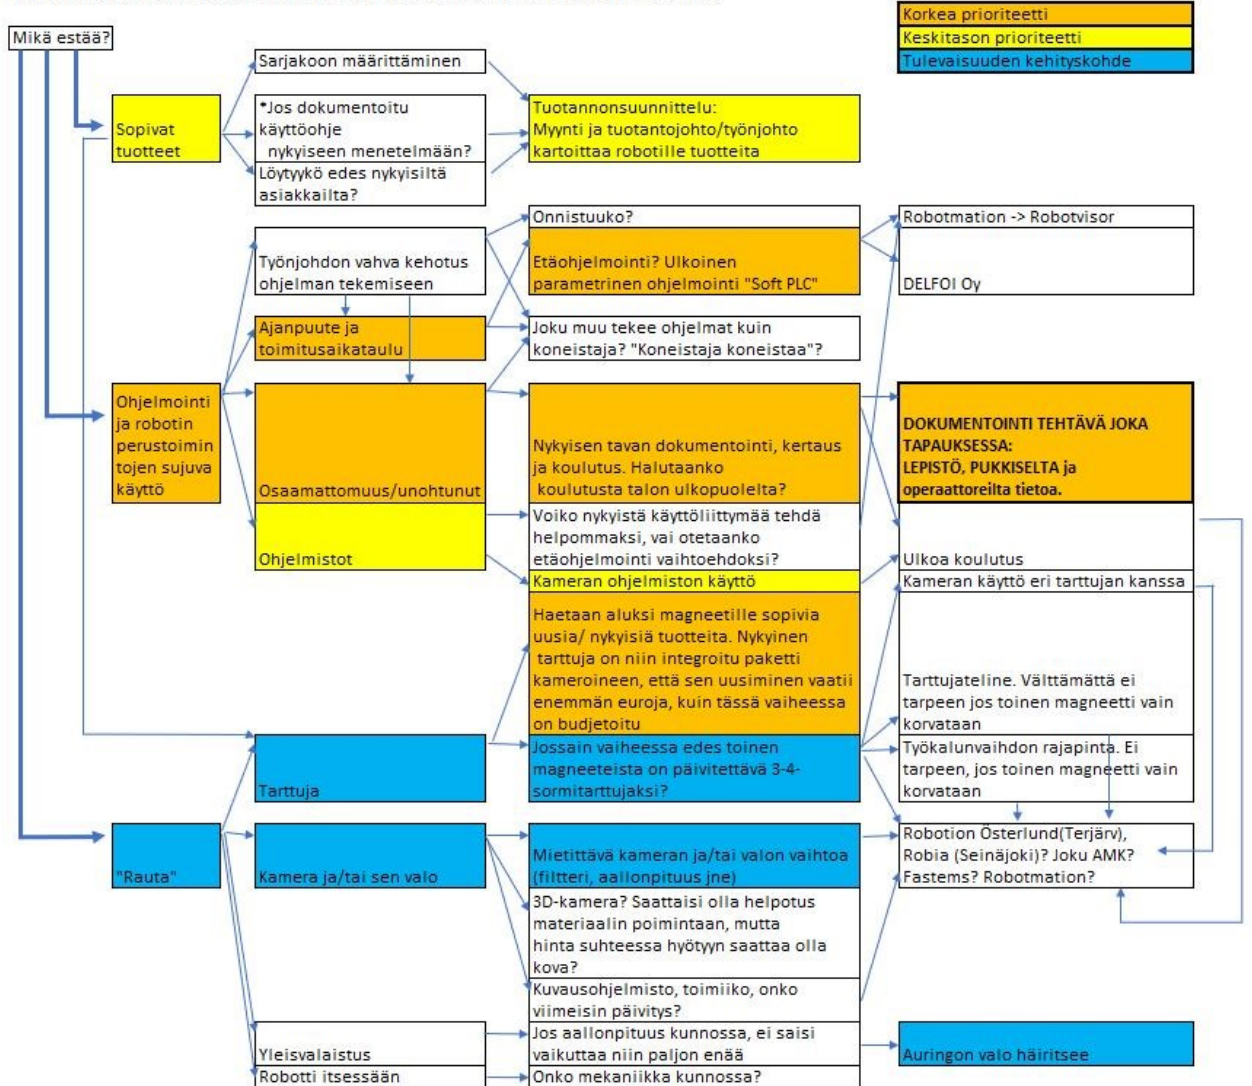 Korkea prioriteetti
Mikä estää?
Keskitason prioriteetti
Tulevaisuuden kehityskohde
Sarjakoon määrittäminen
Sopivat
tuotteet
*Jos dokumentoitu
käyttöohje
nykyiseen menetelmään?
Löytyykö edes nykyisiltä
asiakkailta?
Tuotannonsuunnittelu:
Myynti ja tuotantojohto/työnjohto
kartoittaa robotille tuotteita
Onnistuuko?
Robotmation -> Robotvisor
Työnjohdon vahva kehotus
ohjelman tekemiseen
Etäohjelmointi? Ulkoinen
parametrinen ohjelmointi "Soft PLC"
DELFOI Oy
Ajanpuute ja
toimitusaikataulu
Joku muu tekee ohjelmat kuin
koneistaja? "Koneistaja koneistaa"?
Ohjelmointi
ja robotin
perustoimin
tojen sujuva
käyttö
Osaamattomuus/unohtunut
Nykyisen tavan dokumentointi, kertaus
ja koulutus. Halutaanko
koulutusta talon ulkopuolelta?
DOKUMENTOINTI TEHTÄVÄ JOKA
TAPAUKSESSA:
LEPISTÖ, PUKKISELTA ja
operaattoreilta tietoa.
Ohjelmistot
Voiko nykyistä käyttöliittymää tehdä
helpommaksi, vai otetaanko
etäohjelmointi vaihtoehdoksi?
Ulkoa koulutus
Kameran ohjelmiston käyttö
Kameran käyttö eri tarttujan kanssa
Haetaan aluksi magneetille sopivia
uusia/ nykyisiä tuotteita. Nykyinen
tarttuja on niin integroitu paketti
kameroineen, että sen uusiminen vaatii
enemmän euroja, kuin tässä vaiheessa
on budjetoitu
Tarttujateline. Välttämättä ei
tarpeen jos toinen magneetti vain
korvataan
Tarttuja
Jossain vaiheessa edes toinen
magneeteista on päivitettävä 3-4-
sormitarttujaksi?
Työkalunvaihdon rajapinta. Ei
tarpeen, jos toinen magneetti vain
korvataan
"Rauta"
Kamera ja/tai sen valo
Mietittävä kameran ja/tai valon vaihtoa
(filtteri, aallonpituus jne)
Robotion Österlund(Terjärv),
Robia (Seinäjoki)? Joku AMK?
Fastems? Robotmation?
3D-kamera? Saattaisi olla helpotus
materiaalin poimintaan, mutta
hinta suhteessa hyötyyn saattaa olla
kova?
Kuvausohjelmisto, toimiiko, onko
viimeisin päivitys?
Yleisvalaistus
Jos aallonpituus kunnossa, ei saisi
vaikuttaa niin paljon enää
Auringon valo häiritsee
Robotti itsessään
Onko mekaniikka kunnossa?